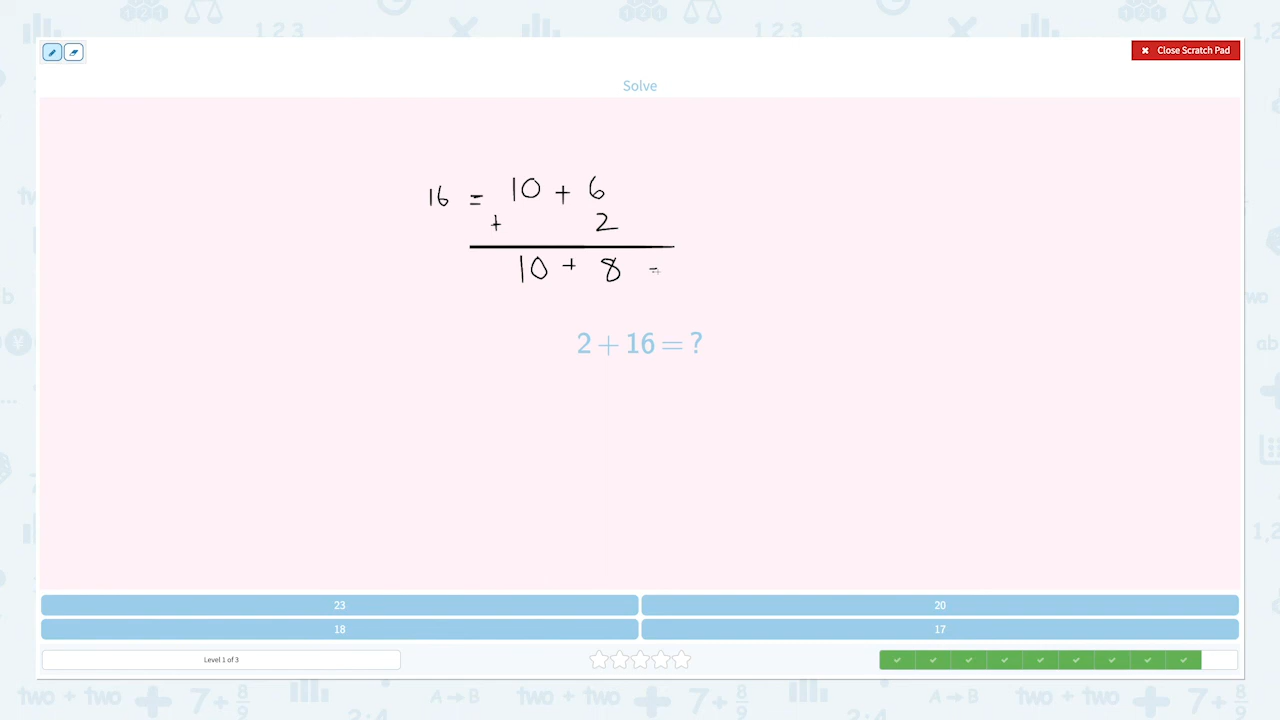 Close Scratch Pad
Solve
16 = 10 + 6
+ 2
10 + 8 =
2 + 16 = ?
23
20
18
17
Level 1 of 3